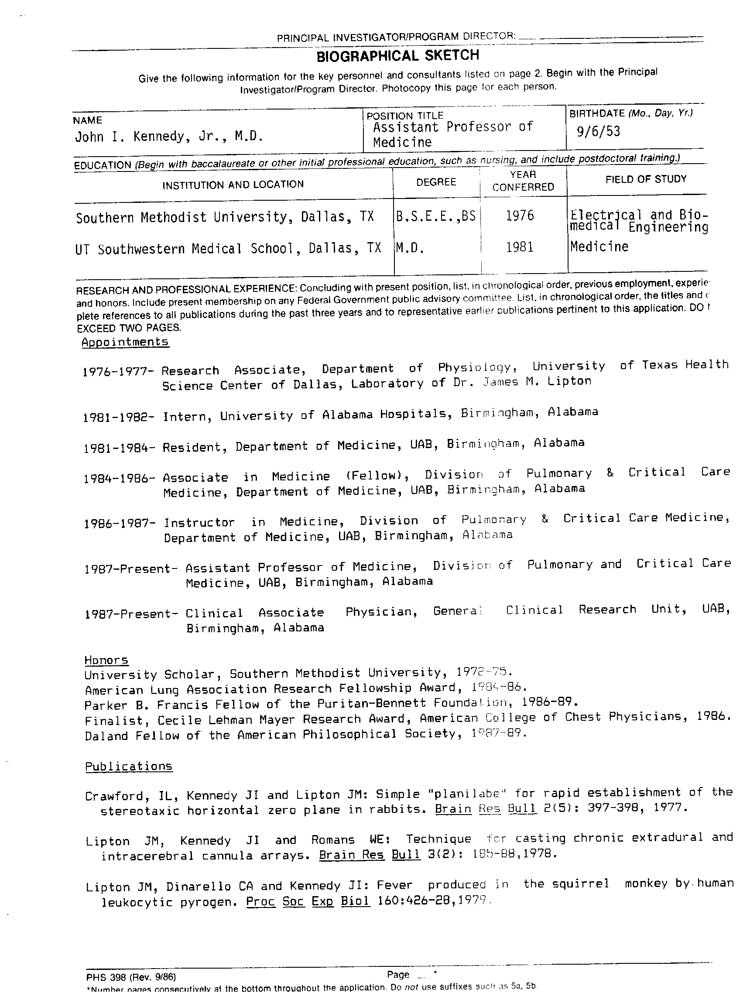 PRINCIPAL INVESTIGATOR/PROGRAM DIRECTOR:
BIOGRAPHICAL SKETCH
Give the following information for the key personnel and consultants listed on page 2. Begin with the Principal
Investigator/Program Director. Photocopy this page for each person.
NAME
John I. Kennedy, Jr., M.D.
POSITION TITLE
Assistant Professor of
Medicine
BIRTHDATE (Mo., Day, Yr.)
9/6/53
EDUCATION (Begin with baccalaureate or other initial professional education, such as nursing, and include postdoctoral training.)
INSTITUTION AND LOCATION DEGREE YEAR CONFERRED FIELD OF STUDY
Southern Methodist University, Dallas, TX B.S.E.E.,BS 1976 Electrical and Bio-
medical Engineering
UT Southwestern Medical School, Dallas, TX M.D. 1981 Medicine
RESEARCH AND PROFESSIONAL EXPERIENCE: Concluding with present position, list, in chronological order, previous employment, experie
and honors. Include present membership on any Federal Government public advisory committee. List, in chronological order, the titles and c
plete references to all publications during the past three years and to representative earlier publications pertinent to this application. DO
EXCEED TWO PAGES.
Appointments
1976-1977- Research Associate, Department of Physiology, University of Texas Health
Science Center of Dallas, Laboratory of Dr. James M. Lipton
1981-1982- Intern, University of Alabama Hospitals, Birmingham, Alabama
1981-1984- Resident, Department of Medicine, UAB, Birmingham, Alabama
1984-1986- Associate in Medicine (Fellow), Division of Pulmonary & Critical Care
Medicine, Department of Medicine, UAB, Birmingham, Alabama
1986-1987- Instructor in Medicine, Division of Pulmonary & Critical Care Medicine,
Department of Medicine, UAB, Birmingham, Alabama
1987-Present- Assistant Professor of Medicine, Division of Pulmonary and Critical Care
Medicine, UAB, Birmingham, Alabama
1987-Present- Clinical Associate Physician, General Clinical Research Unit, UAB,
Birmingham, Alabama
Honors
University Scholar, Southern Methodist University, 1972-75.
American Lung Association Research Fellowship Award, 1984-86.
Parker B. Francis Fellow of the Puritan-Bennett Foundation, 1986-89.
Finalist, Cecile Lehman Mayer Research Award, American College of Chest Physicians, 1986.
Daland Fellow of the American Philosophical Society, 1987-89.
Publications
Crawford, IL, Kennedy JI and Lipton JM: Simple "planilabe" for rapid establishment of the
stereotaxic horizontal zero plane in rabbits. Brain Res Bull 2(5): 397-398, 1977.
Lipton JM, Kennedy JI and Romans WE: Technique for casting chronic extradural and
intracerebral cannula arrays. Brain Res Bull 3(2): 185-88,1978.
Lipton JM, Dinarello CA and Kennedy JI: Fever produced in the squirrel monkey by human
leukocytic pyrogen. Proc Soc Exp Biol 160:426-28,1979.
PHS 398 (Rev. 9/86) Page *
*Number pages consecutively at the bottom throughout the application. Do not use suffixes such as 5a, 5b.